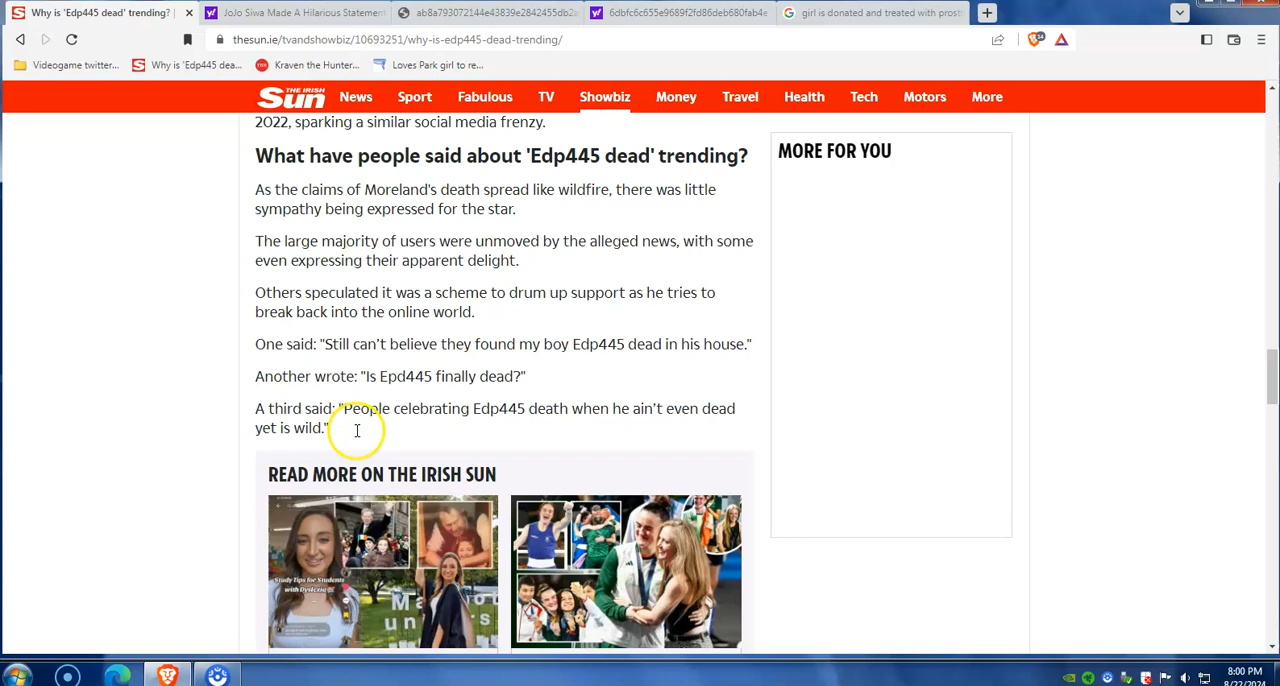 Why is 'Edp445 dead' trending? |
JoJo Siwa Made A Hilarious Statement
ab8a793072144e43839e2842455db2a
6dbfc6c655e9689f2fd86deb680fab4e
girl is donated and treated with prosth
thesun.ie/tvandshowbiz/10693251/why-is-edp445-dead-trending/
Videogame twitter...
Why is 'Edp445 dea...
Kraven the Hunter...
Loves Park girl to re...
THE IRISH
Sun
News Sport Fabulous TV Showbiz Money Travel Health Tech Motors More
2022, sparking a similar social media frenzy.
What have people said about 'Edp445 dead' trending?
As the claims of Moreland's death spread like wildfire, there was little
sympathy being expressed for the star.
The large majority of users were unmoved by the alleged news, with some
even expressing their apparent delight.
Others speculated it was a scheme to drum up support as he tries to
break back into the online world.
One said: "Still can't believe they found my boy Edp445 dead in his house."
Another wrote: "Is Epd445 finally dead?"
A third said: "People celebrating Edp445 death when he ain't even dead
yet is wild."
MORE FOR YOU
READ MORE ON THE IRISH SUN
Study Tips for Students
with Dyslexia
8:00 PM
8/22/2024